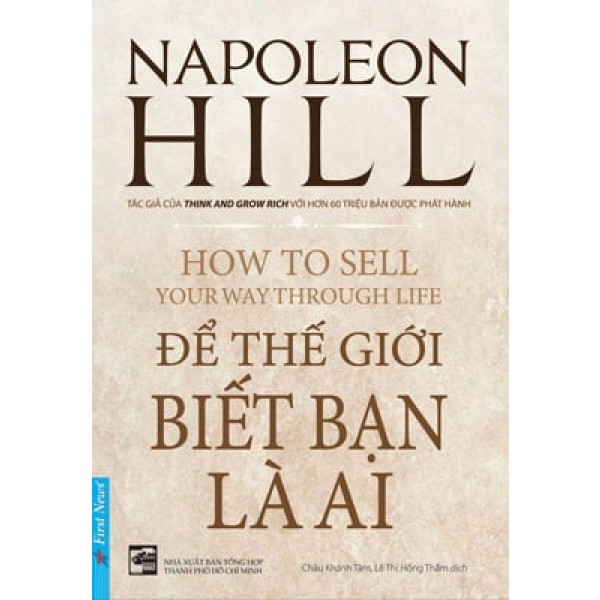 NAPOLEON
HILL
TÁC GIẢ CỦA THINK AND GROW RICH VỚI HƠN 60 TRIỆU BẢN ĐƯỢC PHÁT HÀNH
HOW TO SELL
YOUR WAY THROUGH LIFE
ĐỂ THẾ GIỚI
BIẾT BẠN
LÀ AI
First News
NHÀ XUẤT BẢN TỔNG HỢP
THÀNH PHỐ HỒ CHÍ MINH
Châu Khánh Tâm, Lê Thị Hồng Thắm dịch